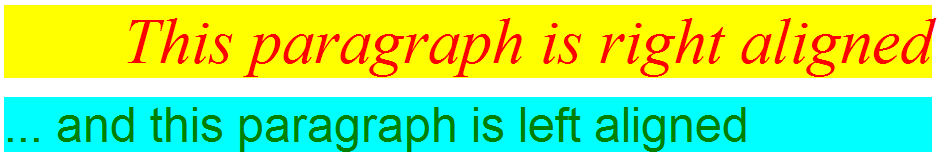 This paragraph is right aligned
... and this paragraph is left aligned